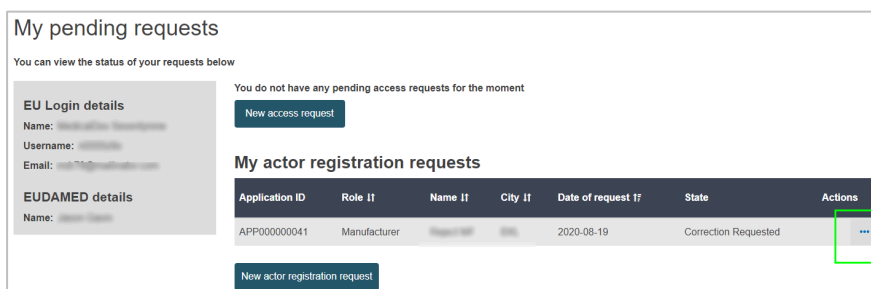 My pending requests
You can view the status of your requests below
EU Login details
Name:
Username:
Email:
EUDAMED details
Name:
You do not have any pending access requests for the moment
New access request
My actor registration requests
Application ID Role Name City Date of request State Actions
APP000000041 Manufacturer 2020-08-19 Correction Requested
New actor registration request